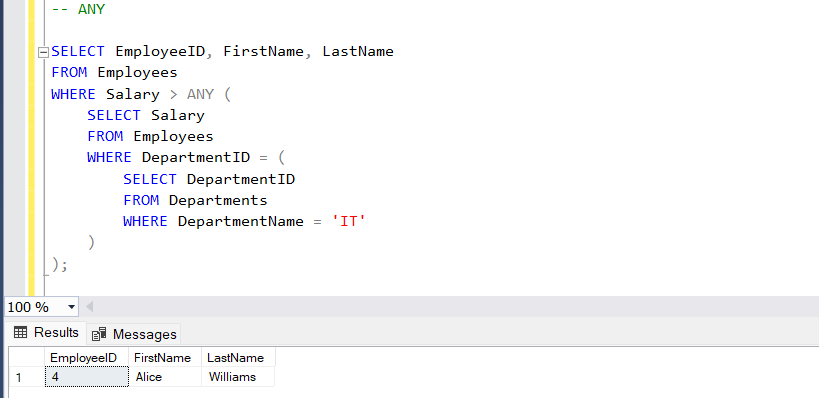 -- ANY
SELECT EmployeeID, FirstName, LastName
FROM Employees
WHERE Salary > ANY (
SELECT Salary
FROM Employees
WHERE DepartmentID = (
SELECT DepartmentID
FROM Departments
WHERE DepartmentName = 'IT'
)
);
100 %
Results Messages
EmployeeID FirstName LastName
1 4 Alice Williams